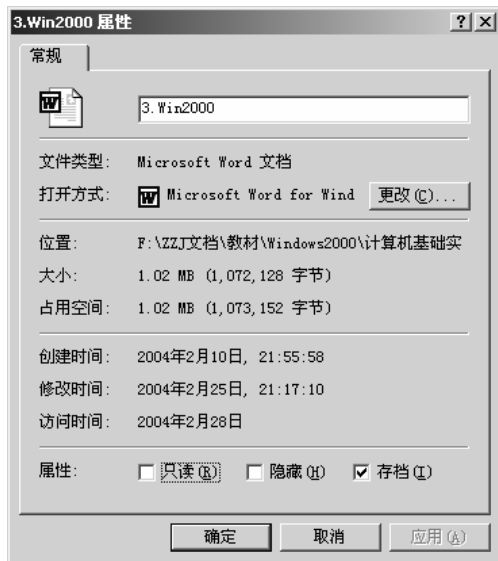 3.Win2000 属性
常规
3.Win2000
文件类型: Microsoft Word 文档
打开方式: Microsoft Word for Wind 更改(C)...
位置: F:\ZZJ文档\教材\Windows2000\计算机基础实
大小: 1.02 MB (1,072,128 字节)
占用空间: 1.02 MB (1,073,152 字节)
创建时间: 2004年2月10日, 21:55:58
修改时间: 2004年2月25日, 21:17:10
访问时间: 2004年2月28日
属性: 只读(R) 隐藏(H) 存档(I)
确定 取消 应用(A)